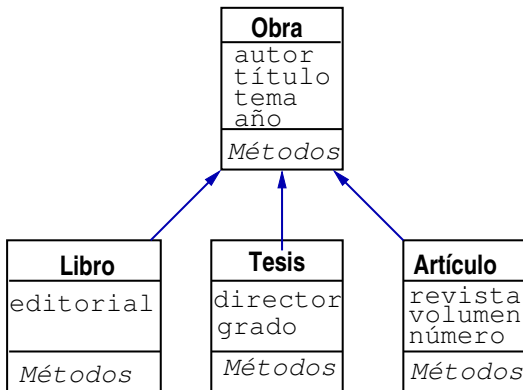 Obra
autor
título
tema
año
Métodos
Libro
editorial
Métodos
Tesis
director
grado
Métodos
Artículo
revista
volumen
número
Métodos